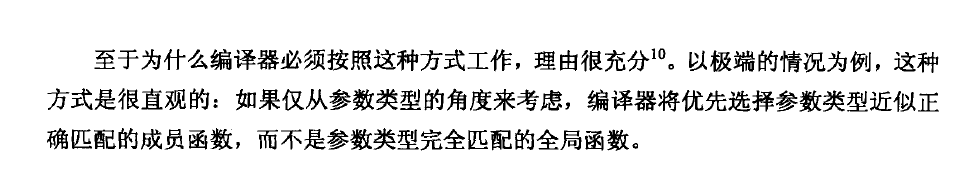 至于为什么编译器必须按照这种方式工作，理由很充分¹⁰。以极端的情况为例，这种
方式是很直观的：如果仅从参数类型的角度来考虑，编译器将优先选择参数类型近似正
确匹配的成员函数，而不是参数类型完全匹配的全局函数。